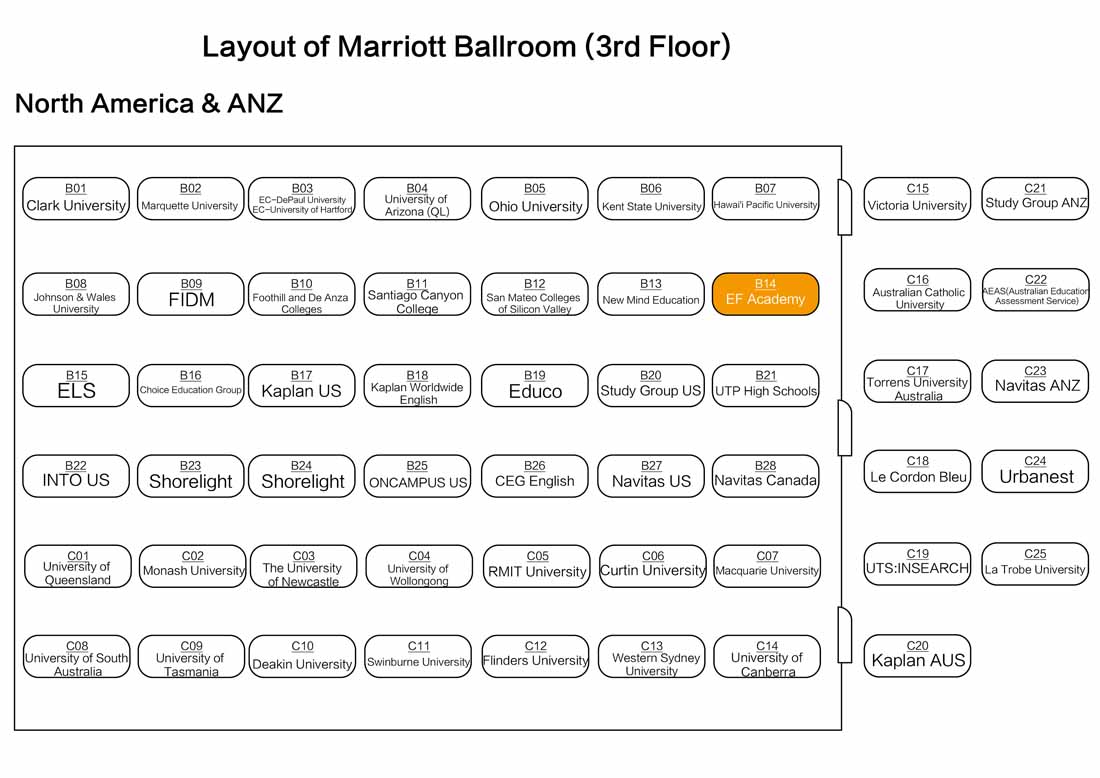 Layout of Marriott Ballroom (3rd Floor)
North America & ANZ
B01
Clark University
B02
Marquette University
B03
EC-DePaul University
EC-University of Hartford
B04
University of
Arizona (QL)
B05
Ohio University
B06
Kent State University
B07
Hawai'i Pacific University
C15
Victoria University
C21
Study Group ANZ
B08
Johnson & Wales
University
B09
FIDM
B10
Foothill and De Anza
Colleges
B11
Santiago Canyon
College
B12
San Mateo Colleges
of Silicon Valley
B13
New Mind Education
B14
EF Academy
C16
Australian Catholic
University
C22
AEAS(Australian Education
Assessment Service)
B15
ELS
B16
Choice Education Group
B17
Kaplan US
B18
Kaplan Worldwide
English
B19
Educo
B20
Study Group US
B21
UTP High Schools
C17
Torrens University
Australia
C23
Navitas ANZ
B22
INTO US
B23
Shorelight
B24
Shorelight
B25
ONCAMPUS US
B26
CEG English
B27
Navitas US
B28
Navitas Canada
C18
Le Cordon Bleu
C24
Urbanest
C01
University of
Queensland
C02
Monash University
C03
The University
of Newcastle
C04
University of
Wollongong
C05
RMIT University
C06
Curtin University
C07
Macquarie University
C19
UTS:INSEARCH
C25
La Trobe University
C08
University of South
Australia
C09
University of
Tasmania
C10
Deakin University
C11
Swinburne University
C12
Flinders University
C13
Western Sydney
University
C14
University of
Canberra
C20
Kaplan AUS